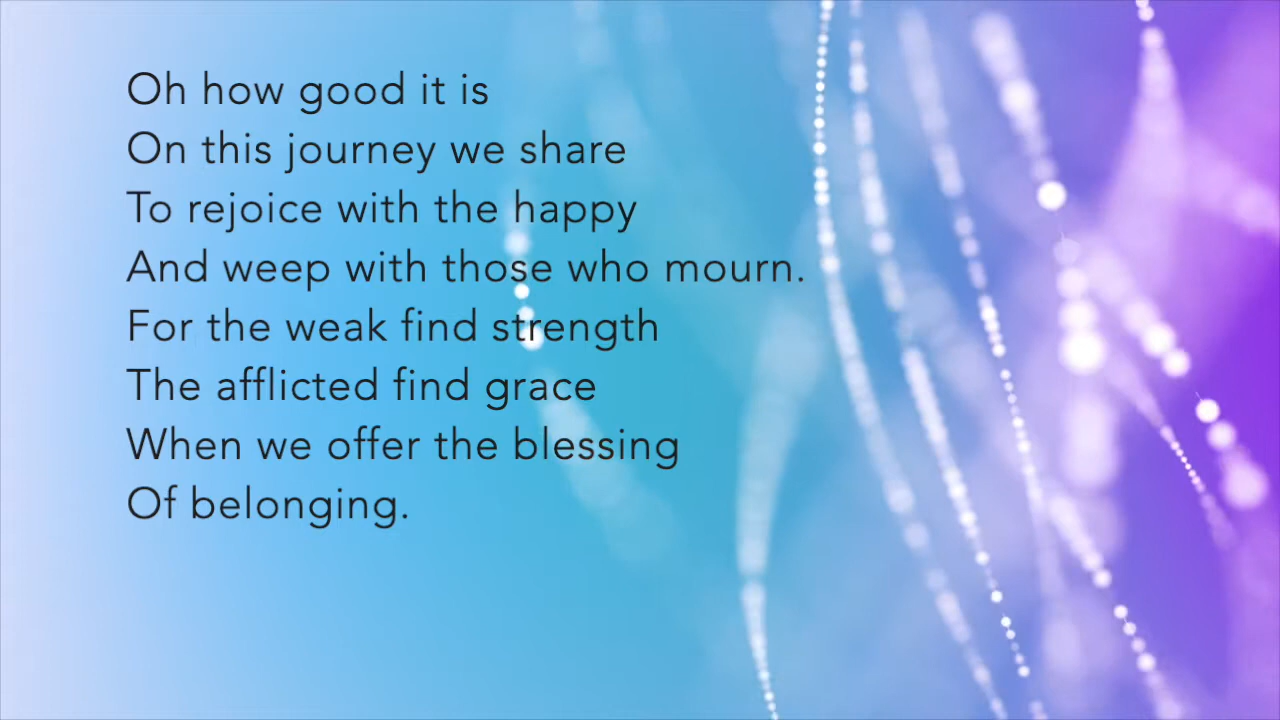 Oh how good it is
On this journey we share
To rejoice with the happy
And weep with those who mourn.
For the weak find strength
The afflicted find grace
When we offer the blessing
Of belonging.